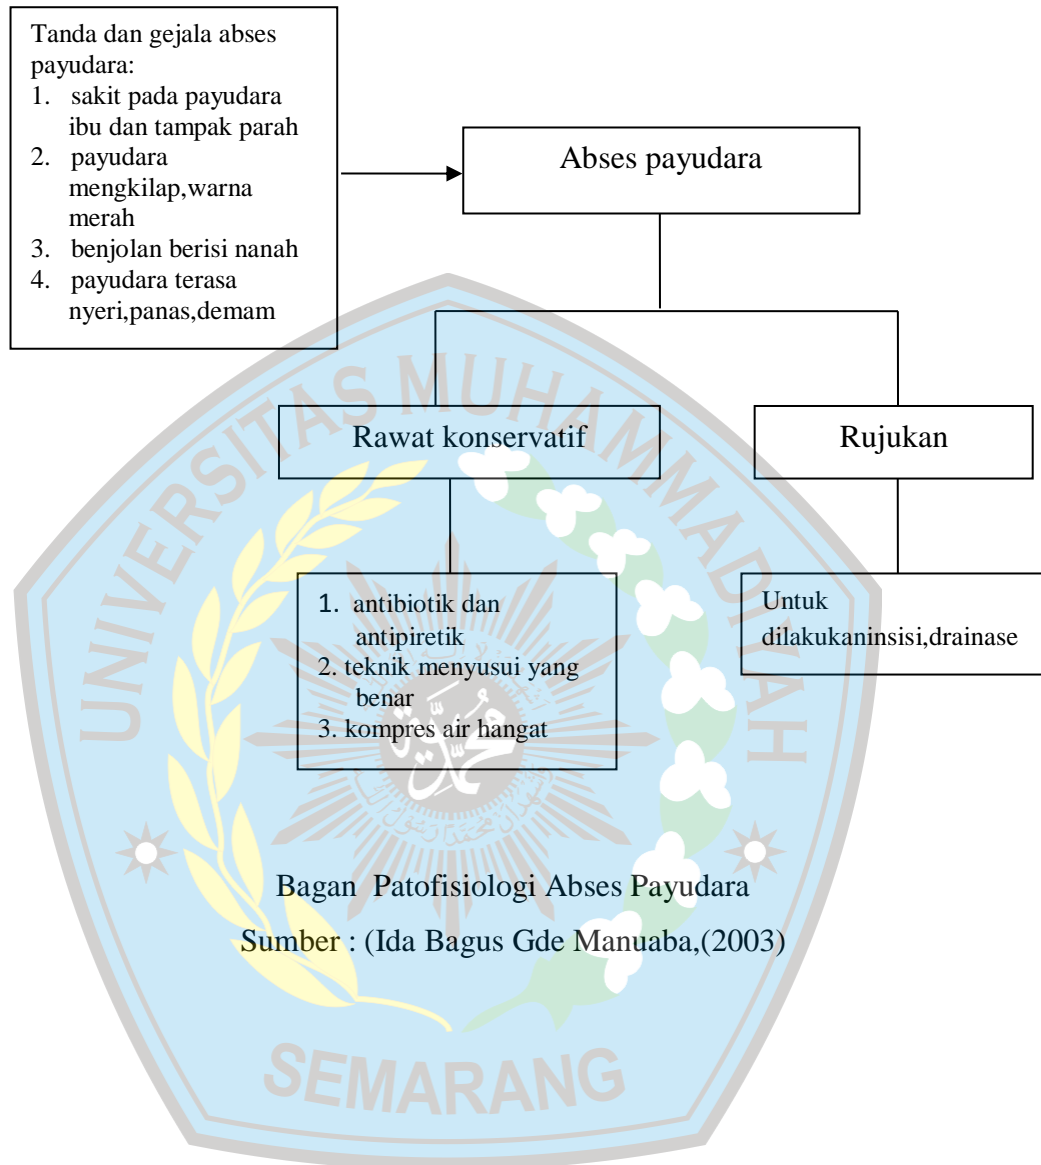 Tanda dan gejala abses
payudara:
1. sakit pada payudara
ibu dan tampak parah
2. payudara
mengkilap,warna
merah
3. benjolan berisi nanah
4. payudara terasa
nyeri,panas,demam
Abses payudara
Rawat konservatif
Rujukan
1. antibiotik dan
antipiretik
2. teknik menyusui yang
benar
3. kompres air hangat
Untuk
dilakukaninsisi,drainase
UNIVERSITAS MUHAMMADIYAH
محمدية
Bagan Patofisiologi Abses Payudara
Sumber : (Ida Bagus Gde Manuaba,(2003)
SEMARANG